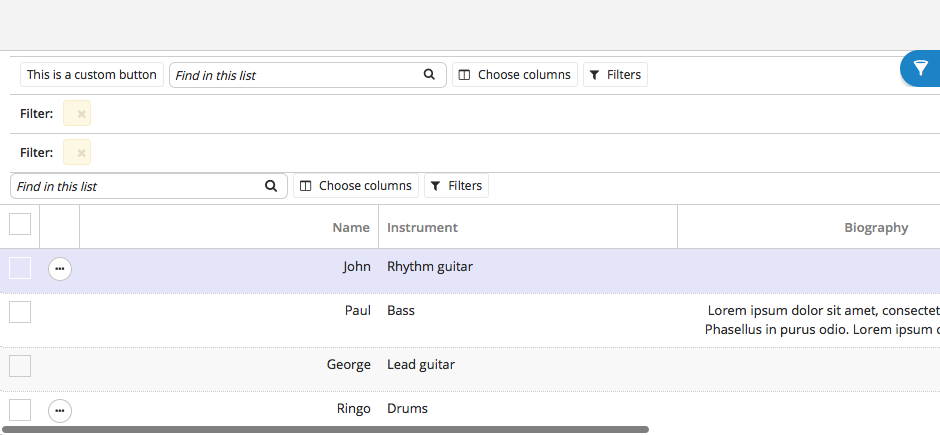 This is a custom button Find in this list Choose columns Filters
Filter:
Filter:
Find in this list Choose columns Filters
Name Instrument Biography
John Rhythm guitar
Paul Bass Lorem ipsum dolor sit amet, consectet
Phasellus in purus odio. Lorem ipsum
George Lead guitar
Ringo Drums